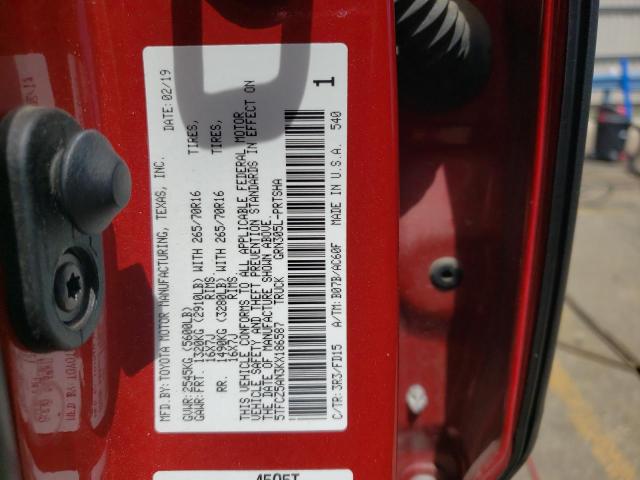 MFD.BY:TOYOTA MOTOR MANUFACTURING, TEXAS, INC. DATE: 02/19
GVWR:2545KG (5600LB)
GAWR:FRT. 1320KG (2910LB) WITH 265/70R16 TIRES,
16X7J RIMS.
RR. 1490KG (3280LB) WITH 265/70R16 TIRES,
16X7J RIMS.
THIS VEHICLE CONFORMS TO ALL APPLICABLE FEDERAL MOTOR
VEHICLE SAFETY AND THEFT PREVENTION STANDARDS IN EFFECT ON
THE DATE OF MANUFACTURE SHOWN ABOVE.
5TFCZ5AN3KX186587 TRUCK GRN305L-PRTSHA
1
C/TR:3R3/FD15 A/TM:B07B/AC60F MADE IN U.S.A. 540